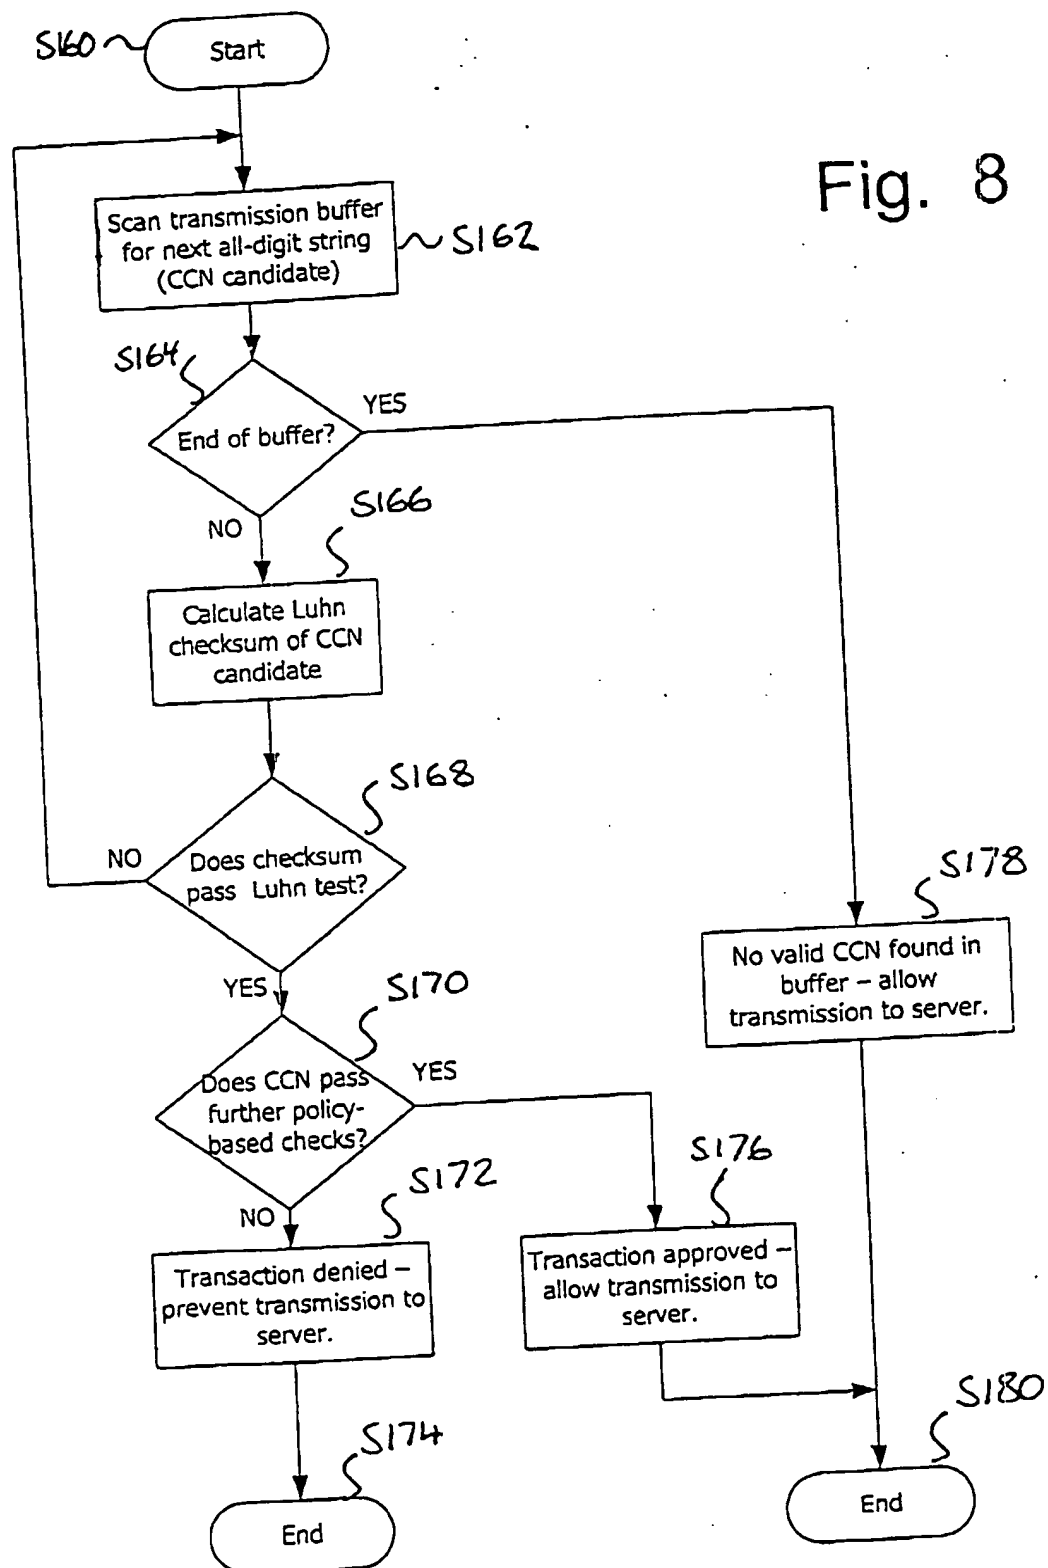 S160
Start
Fig. 8
Scan transmission buffer
for next all-digit string
(CCN candidate)
S162
S164
End of buffer?
YES
NO
S166
Calculate Luhn
checksum of CCN
candidate
S168
Does checksum
pass Luhn test?
NO
YES
S170
Does CCN pass
further policy-
based checks?
YES
NO
S172
Transaction denied –
prevent transmission to
server.
S174
End
S176
Transaction approved –
allow transmission to
server.
S178
No valid CCN found in
buffer – allow
transmission to server.
S180
End